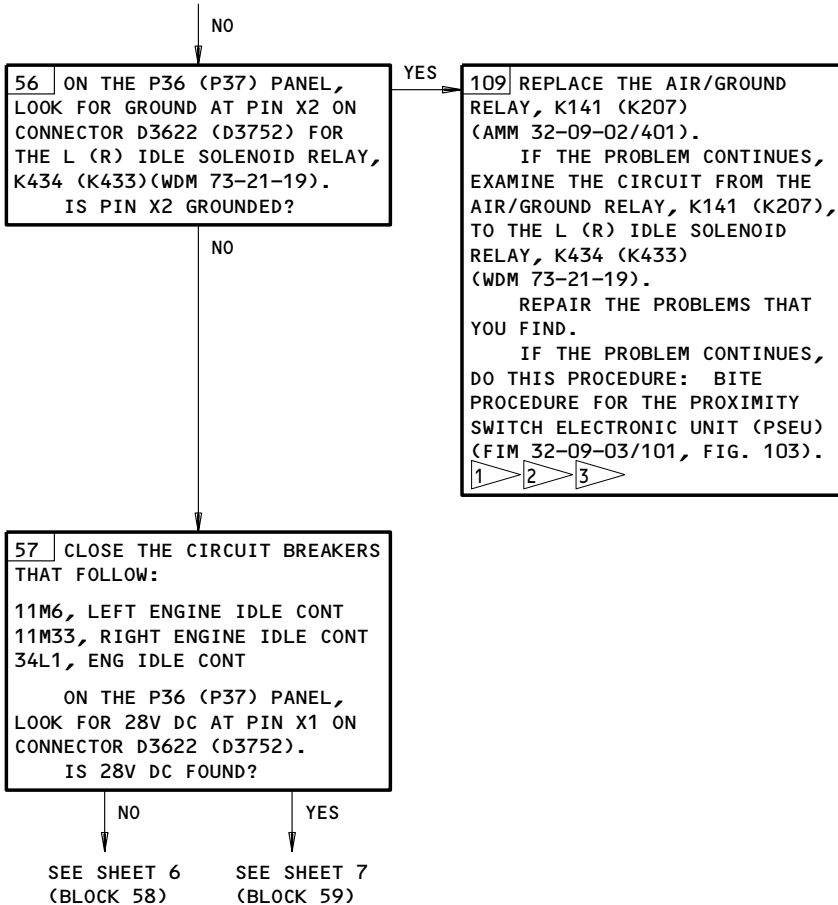 NO
56 ON THE P36 (P37) PANEL,
LOOK FOR GROUND AT PIN X2 ON
CONNECTOR D3622 (D3752) FOR
THE L (R) IDLE SOLENOID RELAY,
K434 (K433)(WDM 73-21-19).
IS PIN X2 GROUNDED?
YES
109 REPLACE THE AIR/GROUND
RELAY, K141 (K207)
(AMM 32-09-02/401).
IF THE PROBLEM CONTINUES,
EXAMINE THE CIRCUIT FROM THE
AIR/GROUND RELAY, K141 (K207),
TO THE L (R) IDLE SOLENOID
RELAY, K434 (K433)
(WDM 73-21-19).
REPAIR THE PROBLEMS THAT
YOU FIND.
IF THE PROBLEM CONTINUES,
DO THIS PROCEDURE: BITE
PROCEDURE FOR THE PROXIMITY
SWITCH ELECTRONIC UNIT (PSEU)
(FIM 32-09-03/101, FIG. 103).
1 2 3
NO
57 CLOSE THE CIRCUIT BREAKERS
THAT FOLLOW:
11M6, LEFT ENGINE IDLE CONT
11M33, RIGHT ENGINE IDLE CONT
34L1, ENG IDLE CONT
ON THE P36 (P37) PANEL,
LOOK FOR 28V DC AT PIN X1 ON
CONNECTOR D3622 (D3752).
IS 28V DC FOUND?
NO
YES
SEE SHEET 6
(BLOCK 58)
SEE SHEET 7
(BLOCK 59)